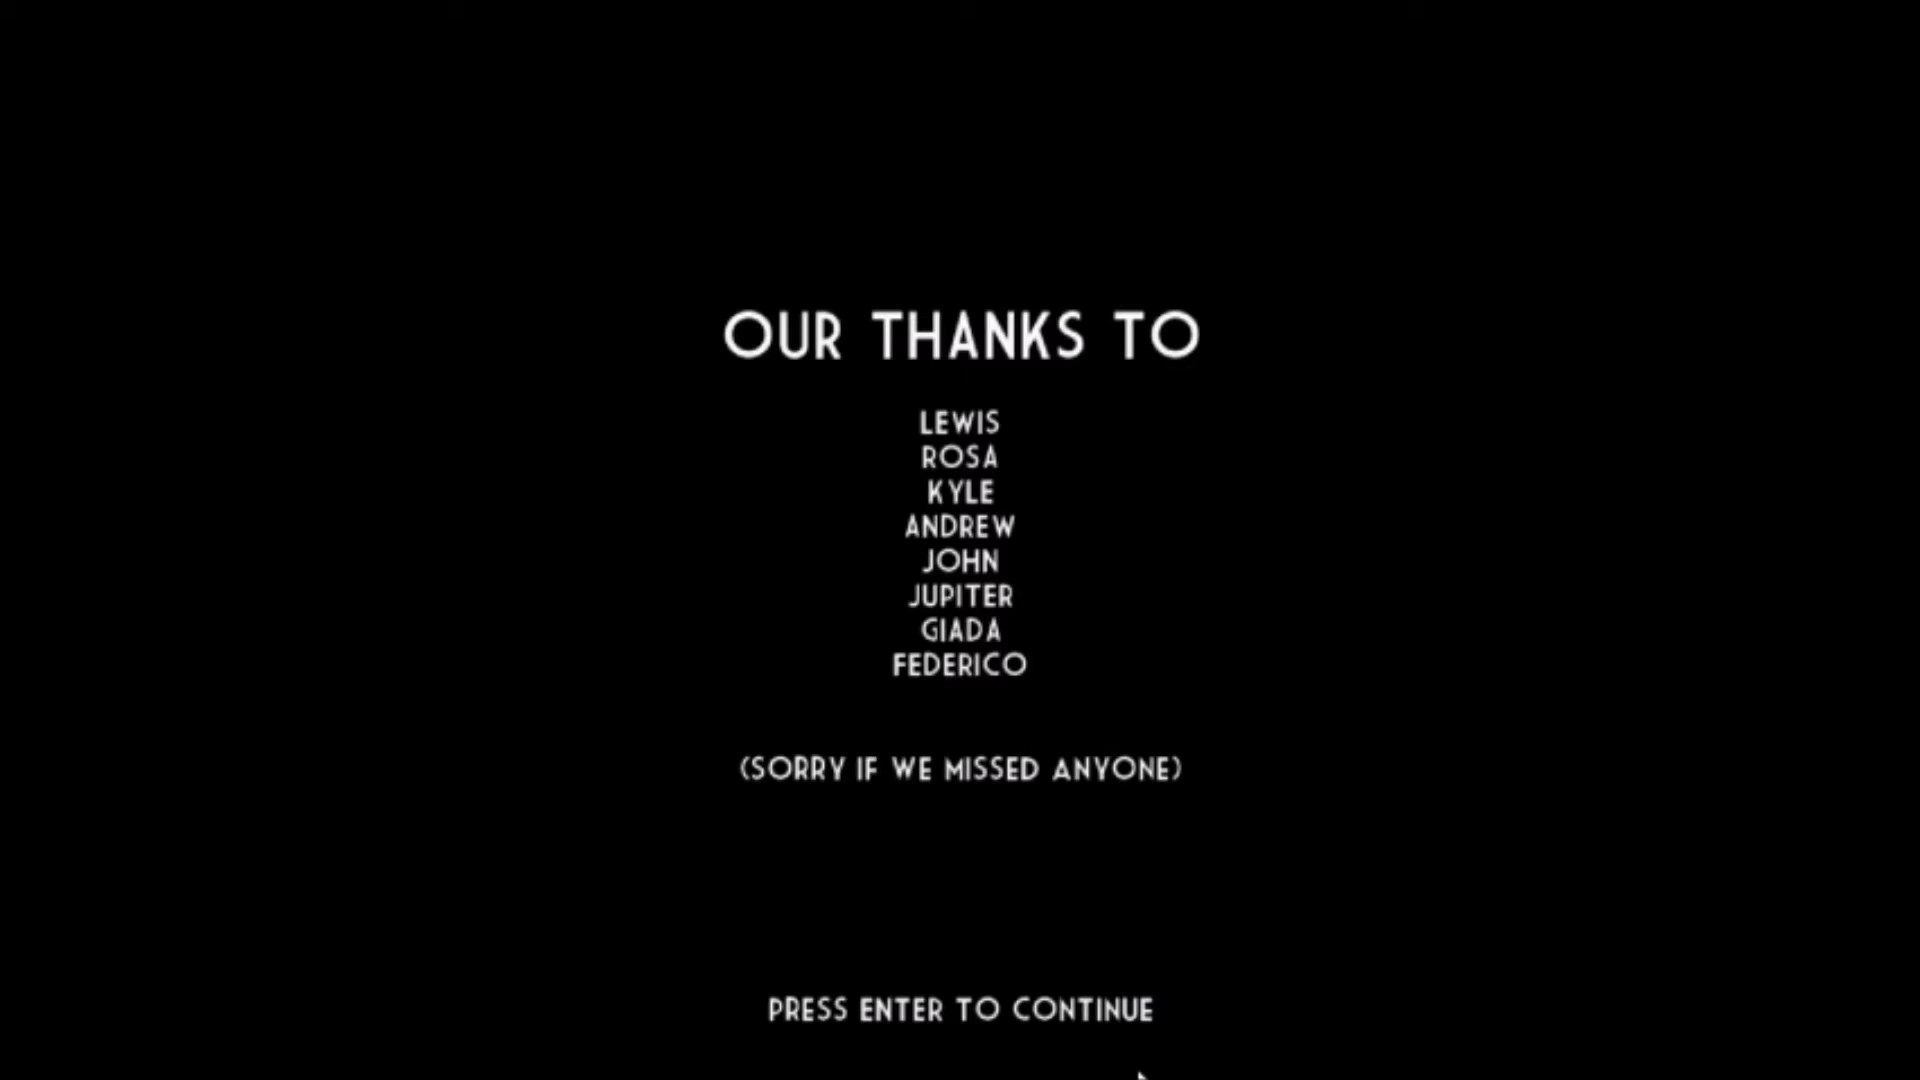 OUR THANKS TO
LEWIS
ROSA
KYLE
ANDREW
JOHN
JUPITER
GIADA
FEDERICO
(SORRY IF WE MISSED ANYONE)
PRESS ENTER TO CONTINUE